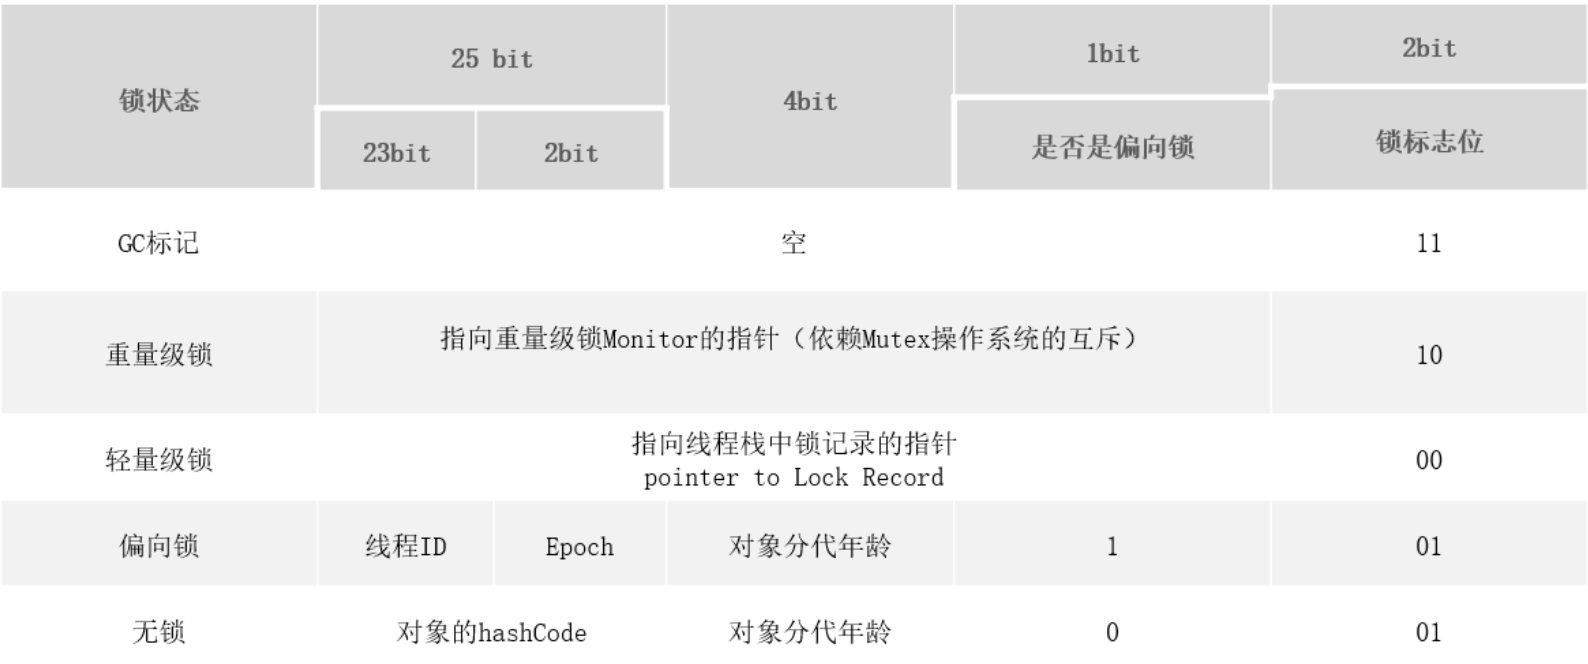 锁状态
25 bit
4bit
1bit
2bit
23bit
2bit
是否是偏向锁
锁标志位
GC标记
空
11
重量级锁
指向重量级锁Monitor的指针（依赖Mutex操作系统的互斥）
10
轻量级锁
指向线程栈中锁记录的指针
pointer to Lock Record
00
偏向锁
线程ID
Epoch
对象分代年龄
1
01
无锁
对象的hashCode
对象分代年龄
0
01